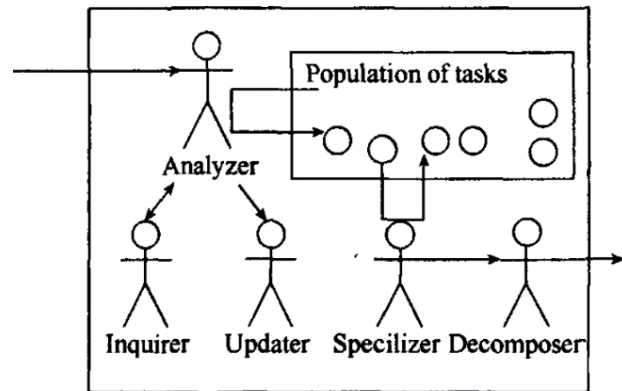 Population of tasks
Analyzer
Inquirer Updater Specilizer Decomposer